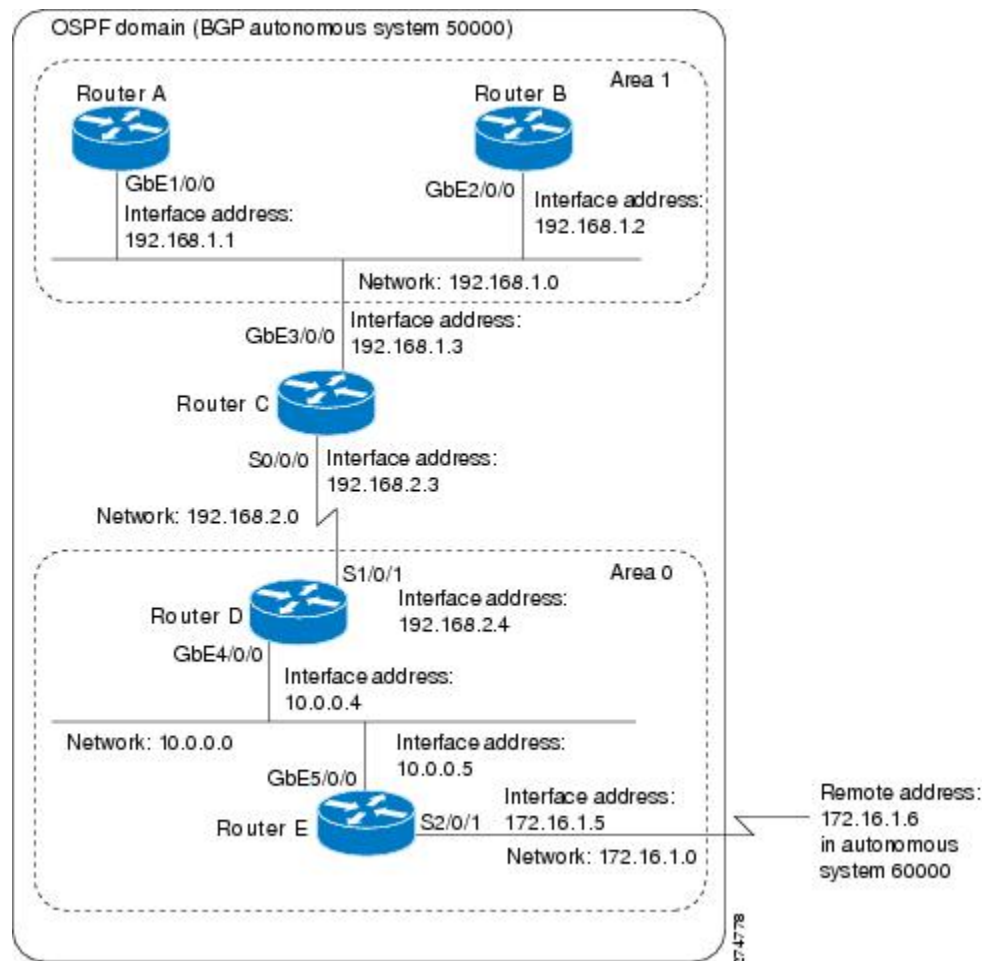 OSPF domain (BGP autonomous system 50000)
Area 1
Router A
Router B
GbE1/0/0
Interface address:
192.168.1.1
GbE2/0/0
Interface address:
192.168.1.2
Network: 192.168.1.0
GbE3/0/0
Interface address:
192.168.1.3
Router C
S0/0/0
Interface address:
192.168.2.3
Network: 192.168.2.0
Area 0
S1/0/1
Router D
Interface address:
192.168.2.4
GbE4/0/0
Interface address:
10.0.0.4
Network: 10.0.0.0
Interface address:
10.0.0.5
GbE5/0/0
Router E
S2/0/1
Interface address:
172.16.1.5
Network: 172.16.1.0
Remote address:
172.16.1.6
in autonomous
system 60000
274778